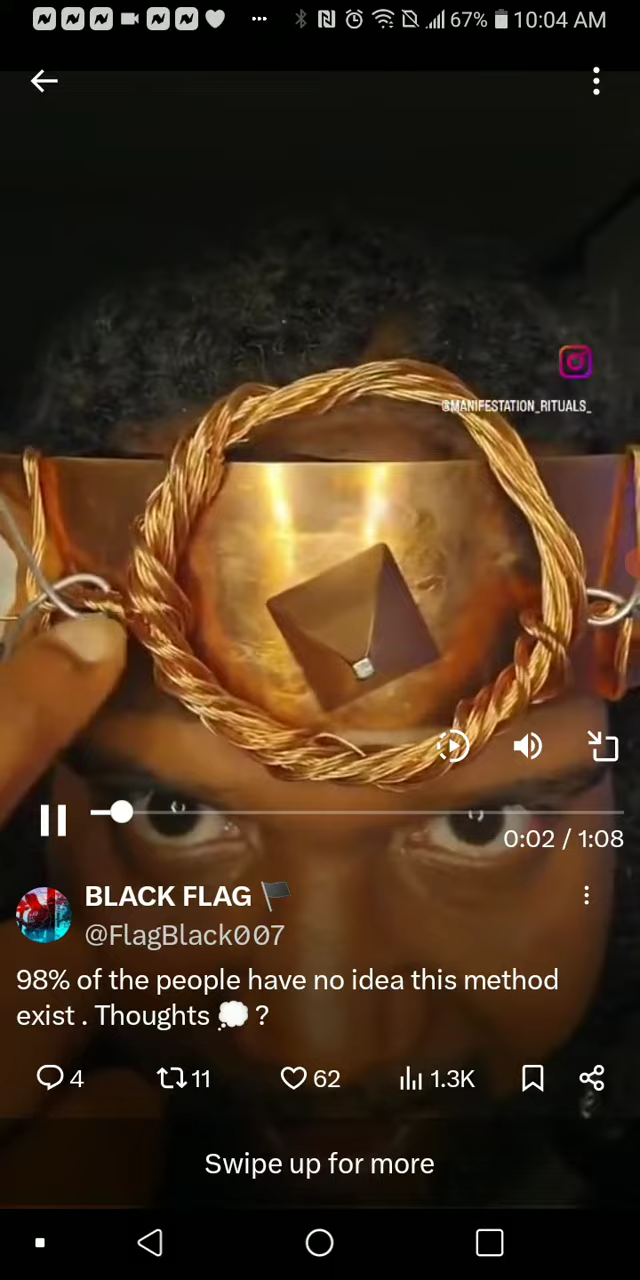 67% 10:04 AM
@MANIFESTATION_RITUALS_
0:02 / 1:08
BLACK FLAG 🏴
@FlagBlack007
98% of the people have no idea this method
exist . Thoughts 💭 ?
4 11 62 1.3K
Swipe up for more